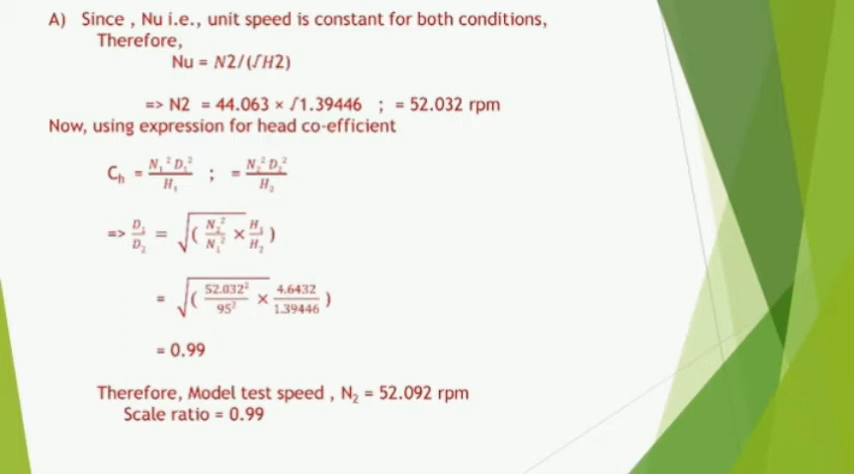 A) Since , Nu i.e., unit speed is constant for both conditions,
Therefore,
Nu = N2/(√H2)
=> N2 = 44.063 × √1.39446 ; = 52.032 rpm
Now, using expression for head co-efficient
Cₕ = N₁²D₁²/H₁ ; = N₂²D₂²/H₂
=> D₁/D₂ = √( N₂²/N₁² × H₁/H₂ )
= √( 52.032²/95² × 4.6432/1.39446 )
= 0.99
Therefore, Model test speed , N₂ = 52.092 rpm
Scale ratio = 0.99